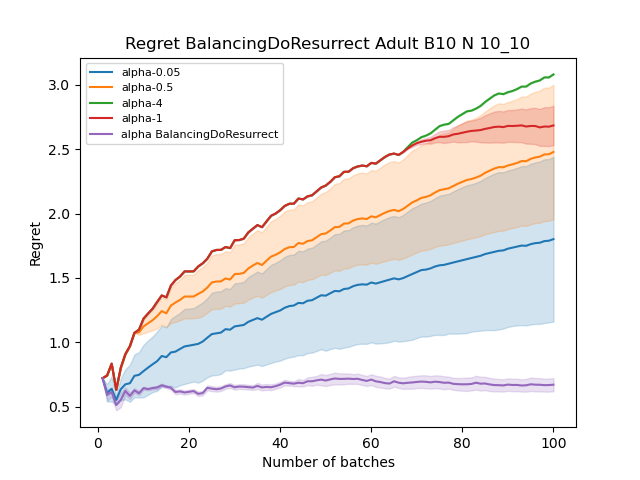 Regret BalancingDoResurrect Adult B10 N 10_10
alpha-0.05
alpha-0.5
alpha-4
alpha-1
alpha BalancingDoResurrect
3.0
2.5
2.0
1.5
1.0
0.5
Regret
0 20 40 60 80 100
Number of batches